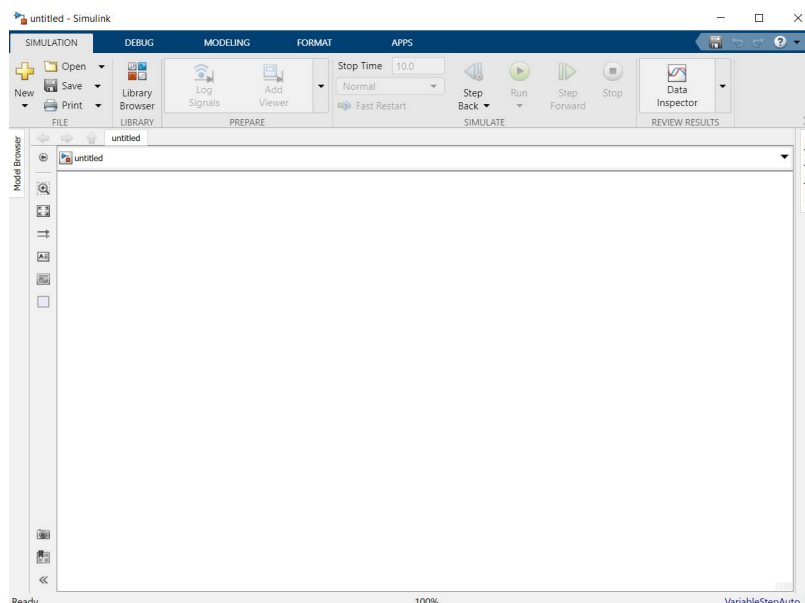 untitled - Simulink
SIMULATION DEBUG MODELING FORMAT APPS
New
Open
Save
Print
FILE
Library
Browser
LIBRARY
Log
Signals
Add
Viewer
PREPARE
Stop Time 10.0
Normal
Fast Restart
Step
Back
Run
Step
Forward
Stop
SIMULATE
Data
Inspector
REVIEW RESULTS
Model Browser
untitled
untitled
Ready 100% VariableStepAuto